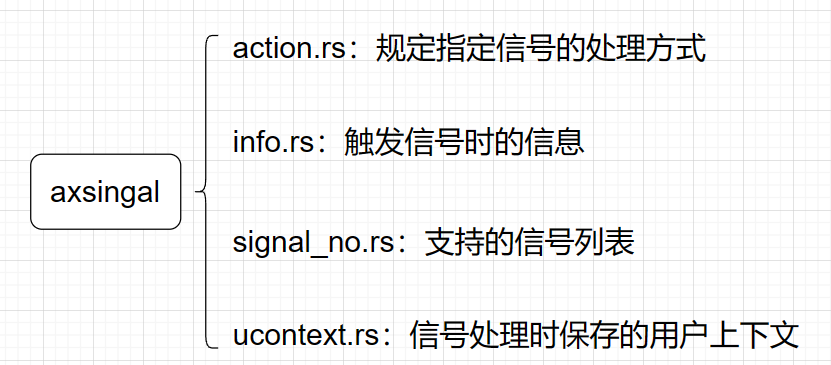 action.rs：规定指定信号的处理方式
info.rs：触发信号时的信息
axsingal
signal_no.rs：支持的信号列表
ucontext.rs：信号处理时保存的用户上下文